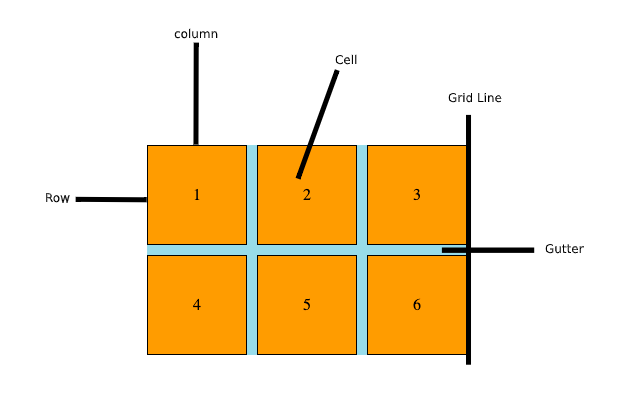 column
Cell
Grid Line
Row
1 2 3
Gutter
4 5 6